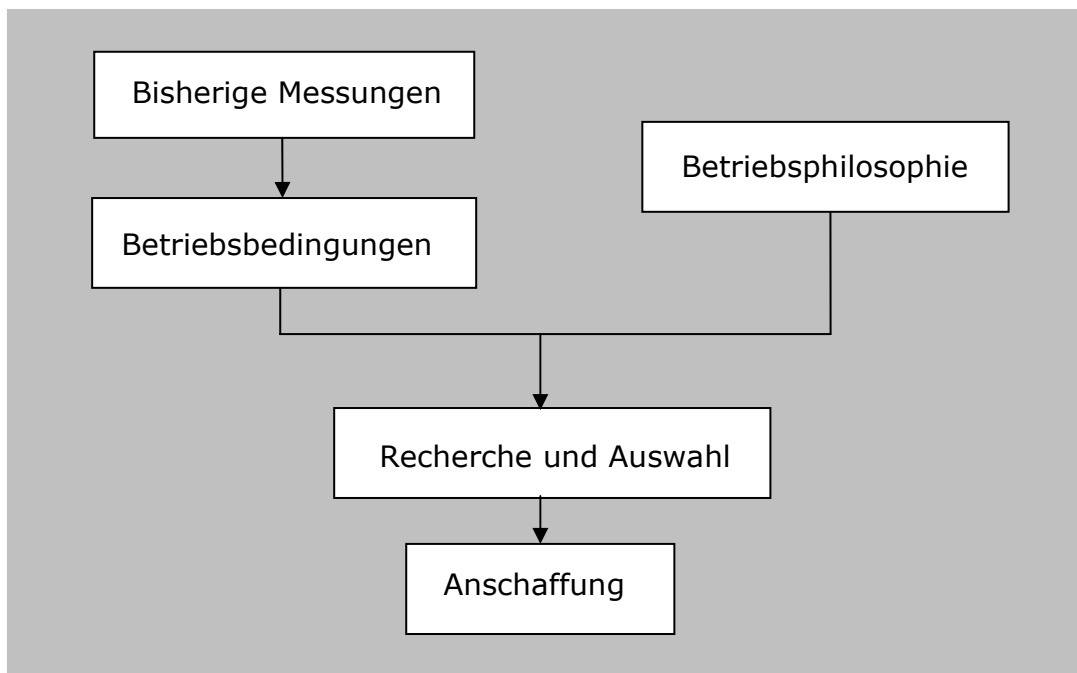 Bisherige Messungen
Betriebsphilosophie
Betriebsbedingungen
Recherche und Auswahl
Anschaffung